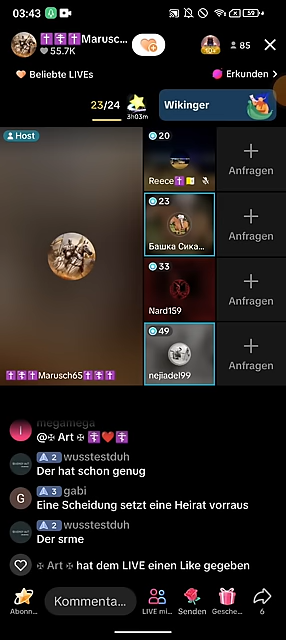 03:43
59
✝️✝️✝️Marusc...
55.7K
85
Beliebte LIVEs
Erkunden >
23/24
3h03m
Wikinger
Host
✝️☦️✝️Marusch65✝️✝️✝️
20
Reece✝️
+
Anfragen
23
Башка Сика...
+
Anfragen
33
Nard159
+
Anfragen
49
nejiadel99
+
Anfragen
megamega
@✠ Art ✠ ☦️❤️☦️
2 wusstestduh
Der hat schon genug
3 gabi
Eine Scheidung setzt eine Heirat vorraus
2 wusstestduh
Der srme
✠ Art ✠ hat dem LIVE einen Like gegeben
Abonn...
Kommenta...
LIVE mi...
Senden
Gesche...
6